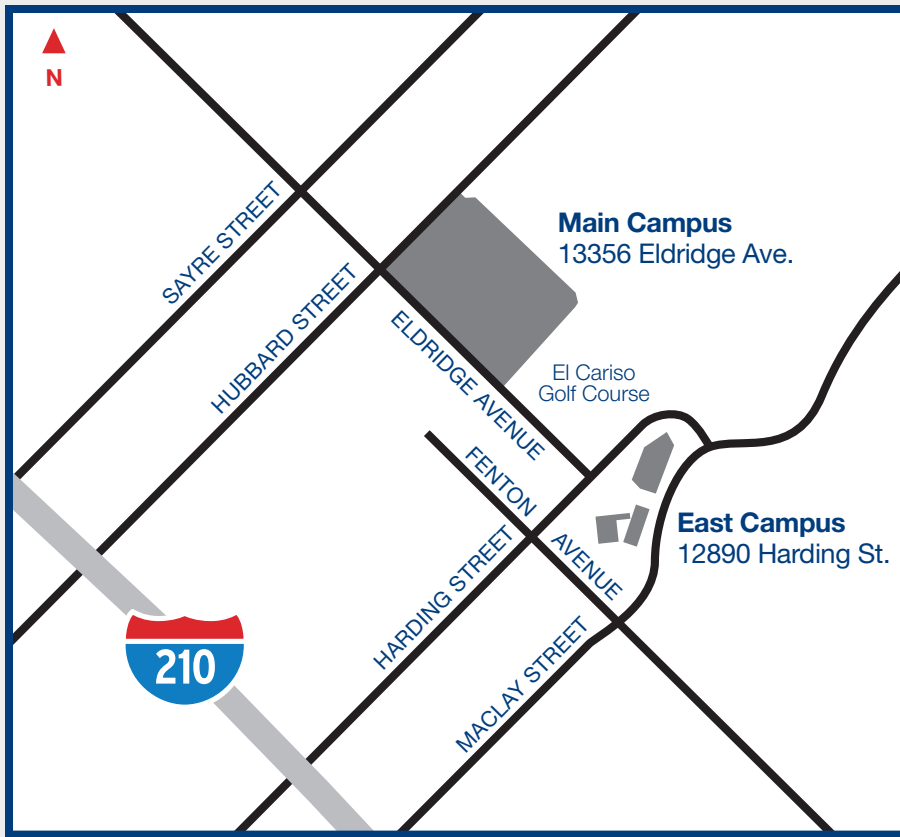 N
SAYRE STREET
HUBBARD STREET
Main Campus
13356 Eldridge Ave.
ELDRIDGE AVENUE
El Cariso
Golf Course
FENTON AVENUE
East Campus
12890 Harding St.
HARDING STREET
MACLAY STREET
210